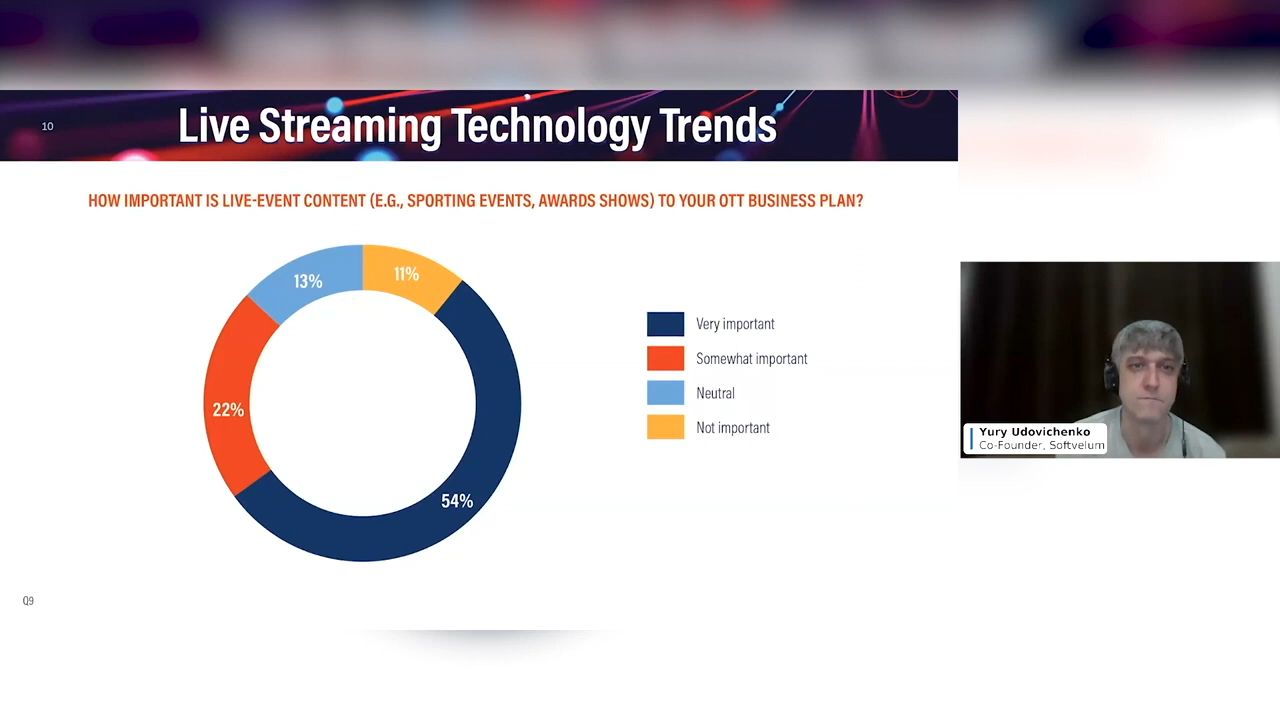 10
Live Streaming Technology Trends
HOW IMPORTANT IS LIVE-EVENT CONTENT (E.G., SPORTING EVENTS, AWARDS SHOWS) TO YOUR OTT BUSINESS PLAN?
13%
11%
22%
54%
Very important
Somewhat important
Neutral
Not important
Q9
Yury Udovichenko
Co-Founder, Softvelum